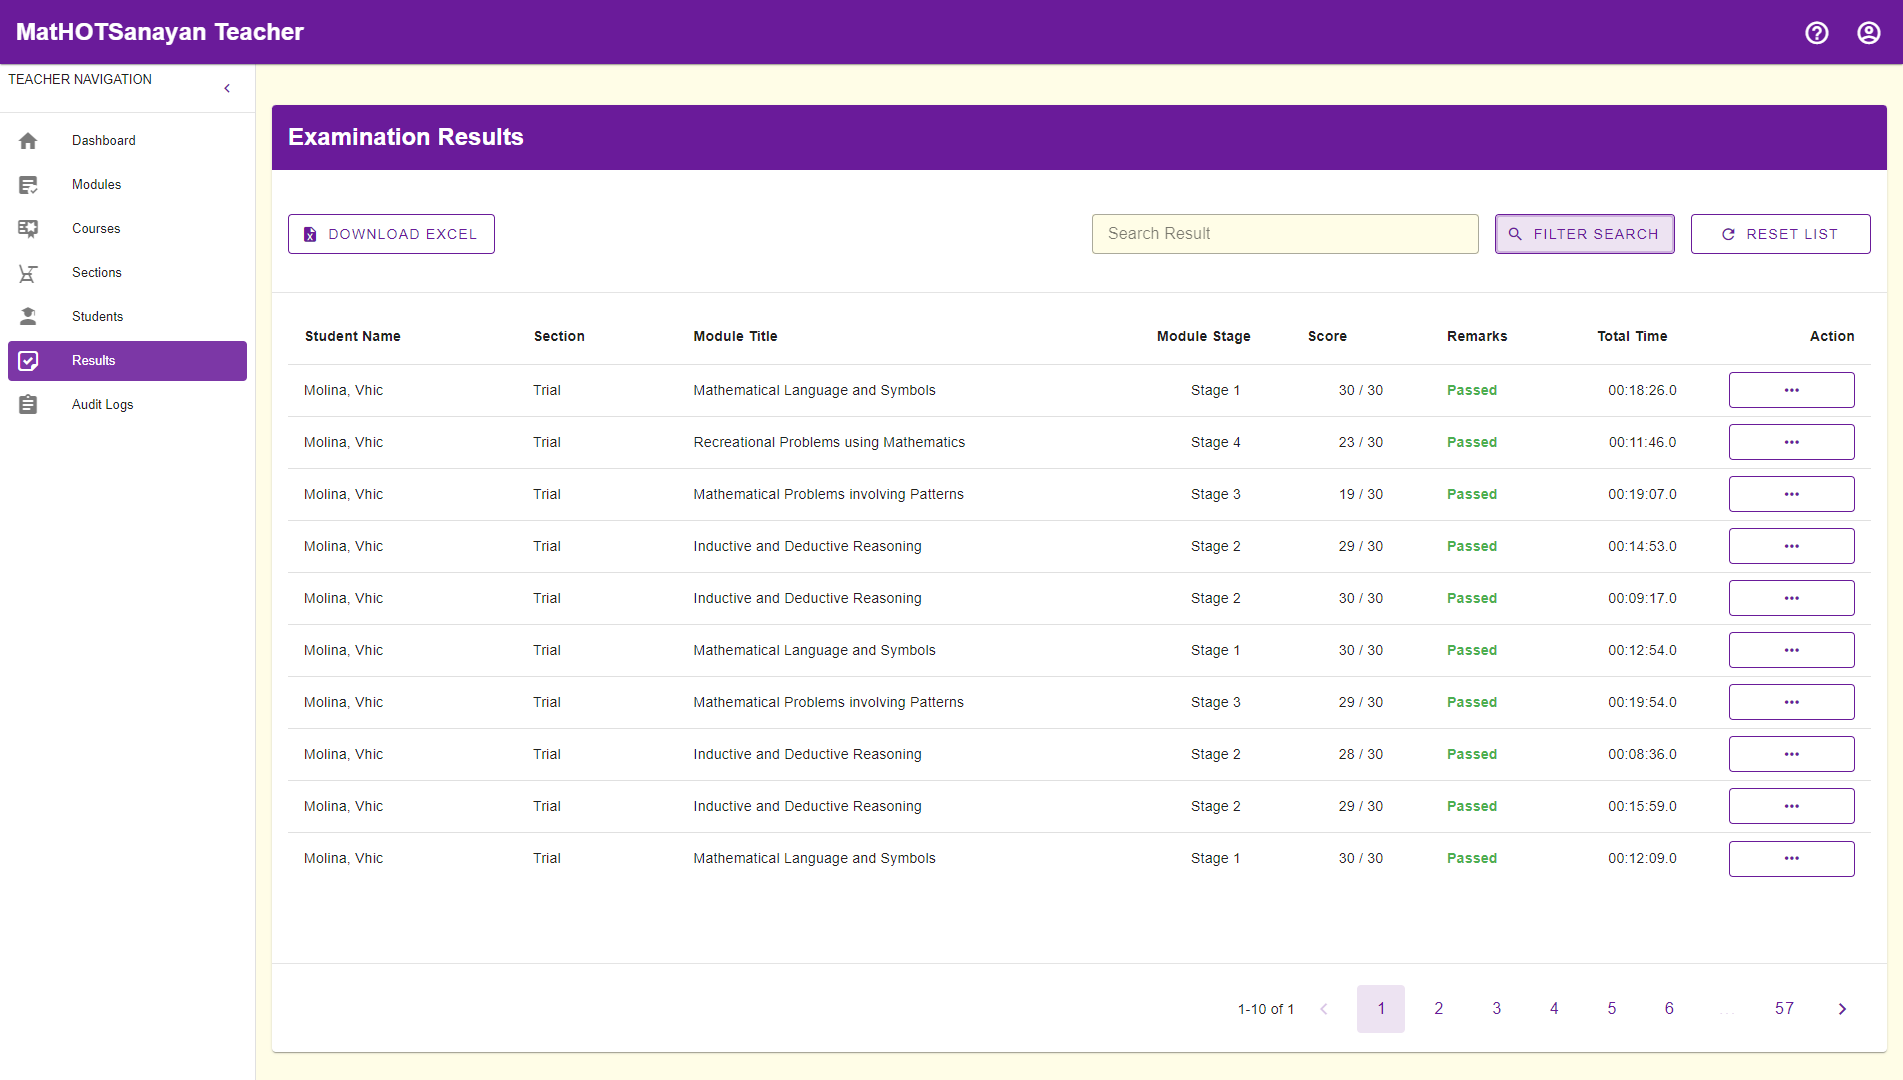 MatHOTSanayan Teacher
TEACHER NAVIGATION
Dashboard
Modules
Courses
Sections
Students
Results
Audit Logs
Examination Results
DOWNLOAD EXCEL
Search Result
FILTER SEARCH
RESET LIST
Student Name Section Module Title Module Stage Score Remarks Total Time Action
Molina, Vhic Trial Mathematical Language and Symbols Stage 1 30 / 30 Passed 00:18:26.0 ...
Molina, Vhic Trial Recreational Problems using Mathematics Stage 4 23 / 30 Passed 00:11:46.0 ...
Molina, Vhic Trial Mathematical Problems involving Patterns Stage 3 19 / 30 Passed 00:19:07.0 ...
Molina, Vhic Trial Inductive and Deductive Reasoning Stage 2 29 / 30 Passed 00:14:53.0 ...
Molina, Vhic Trial Inductive and Deductive Reasoning Stage 2 30 / 30 Passed 00:09:17.0 ...
Molina, Vhic Trial Mathematical Language and Symbols Stage 1 30 / 30 Passed 00:12:54.0 ...
Molina, Vhic Trial Mathematical Problems involving Patterns Stage 3 29 / 30 Passed 00:19:54.0 ...
Molina, Vhic Trial Inductive and Deductive Reasoning Stage 2 28 / 30 Passed 00:08:36.0 ...
Molina, Vhic Trial Inductive and Deductive Reasoning Stage 2 29 / 30 Passed 00:15:59.0 ...
Molina, Vhic Trial Mathematical Language and Symbols Stage 1 30 / 30 Passed 00:12:09.0 ...
1-10 of 1 1 2 3 4 5 6 ... 57